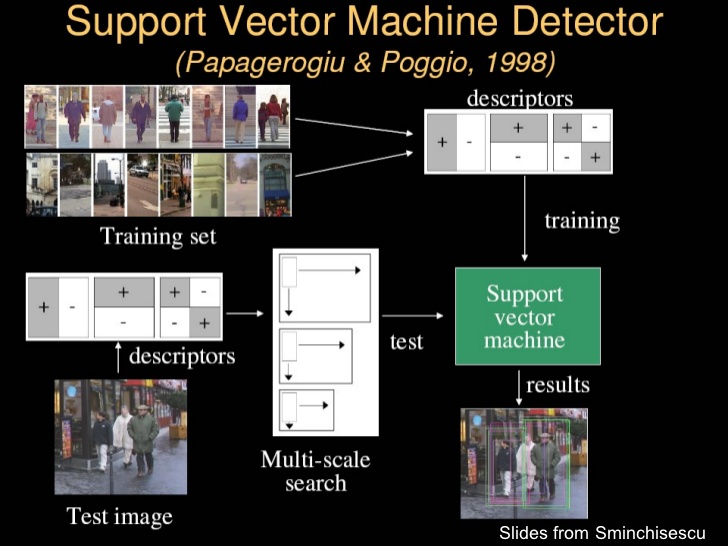 Support Vector Machine Detector
(Papagerogiu & Poggio, 1998)
descriptors
+ - + - + - - +
training
Training set
+ - + - + - - +
descriptors
test
Support
vector
machine
results
Multi-scale
search
Test image
Slides from Sminchisescu